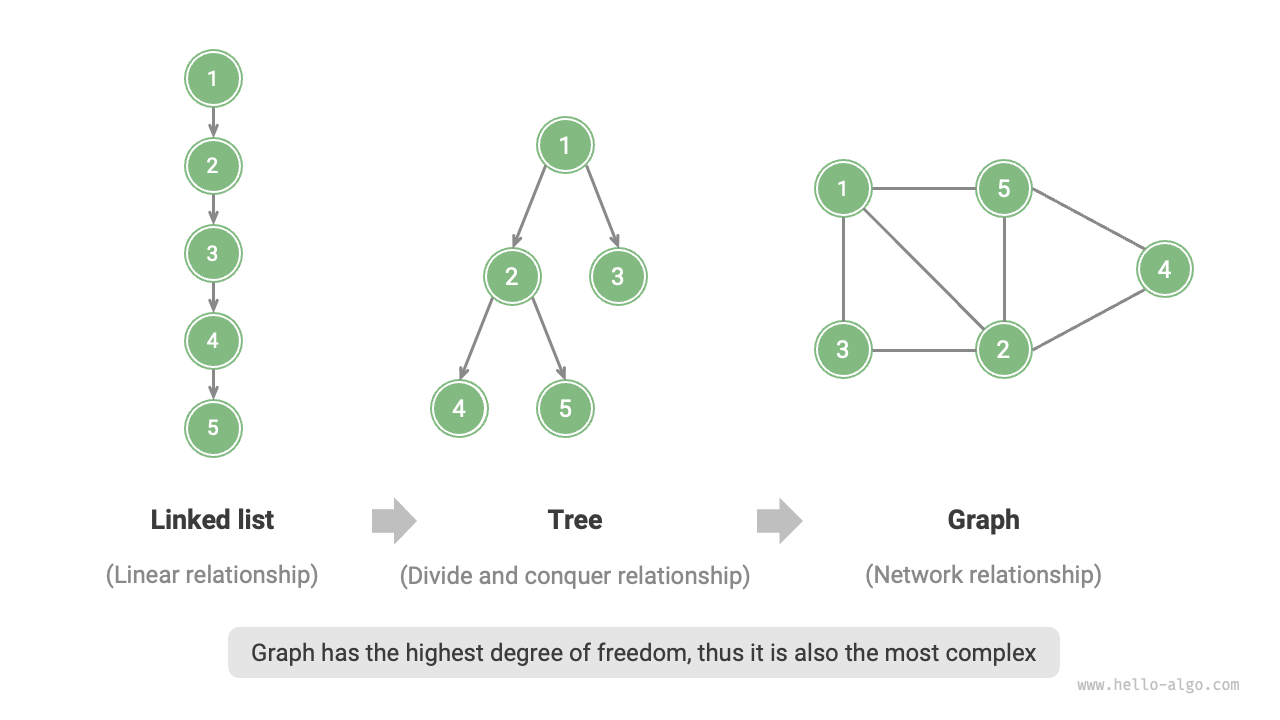 1
2
3
4
5
1
2
3
4
5
1
5
4
3
2
Linked list
Tree
Graph
(Linear relationship)
(Divide and conquer relationship)
(Network relationship)
Graph has the highest degree of freedom, thus it is also the most complex
www.hello-algo.com